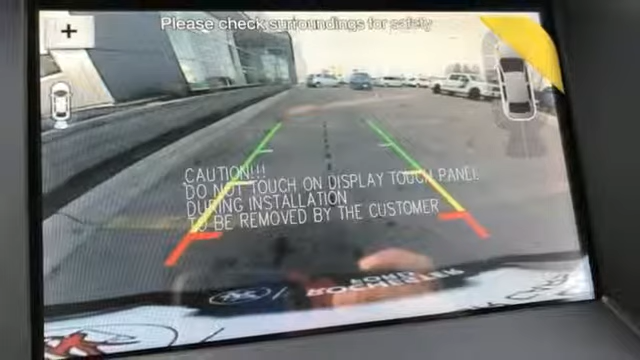 Please check surroundings for safety
+
CAUTION!!!
DO NOT TOUCH ON DISPLAY TOUCH PANEL
DURING INSTALLATION
TO BE REMOVED BY THE CUSTOMER